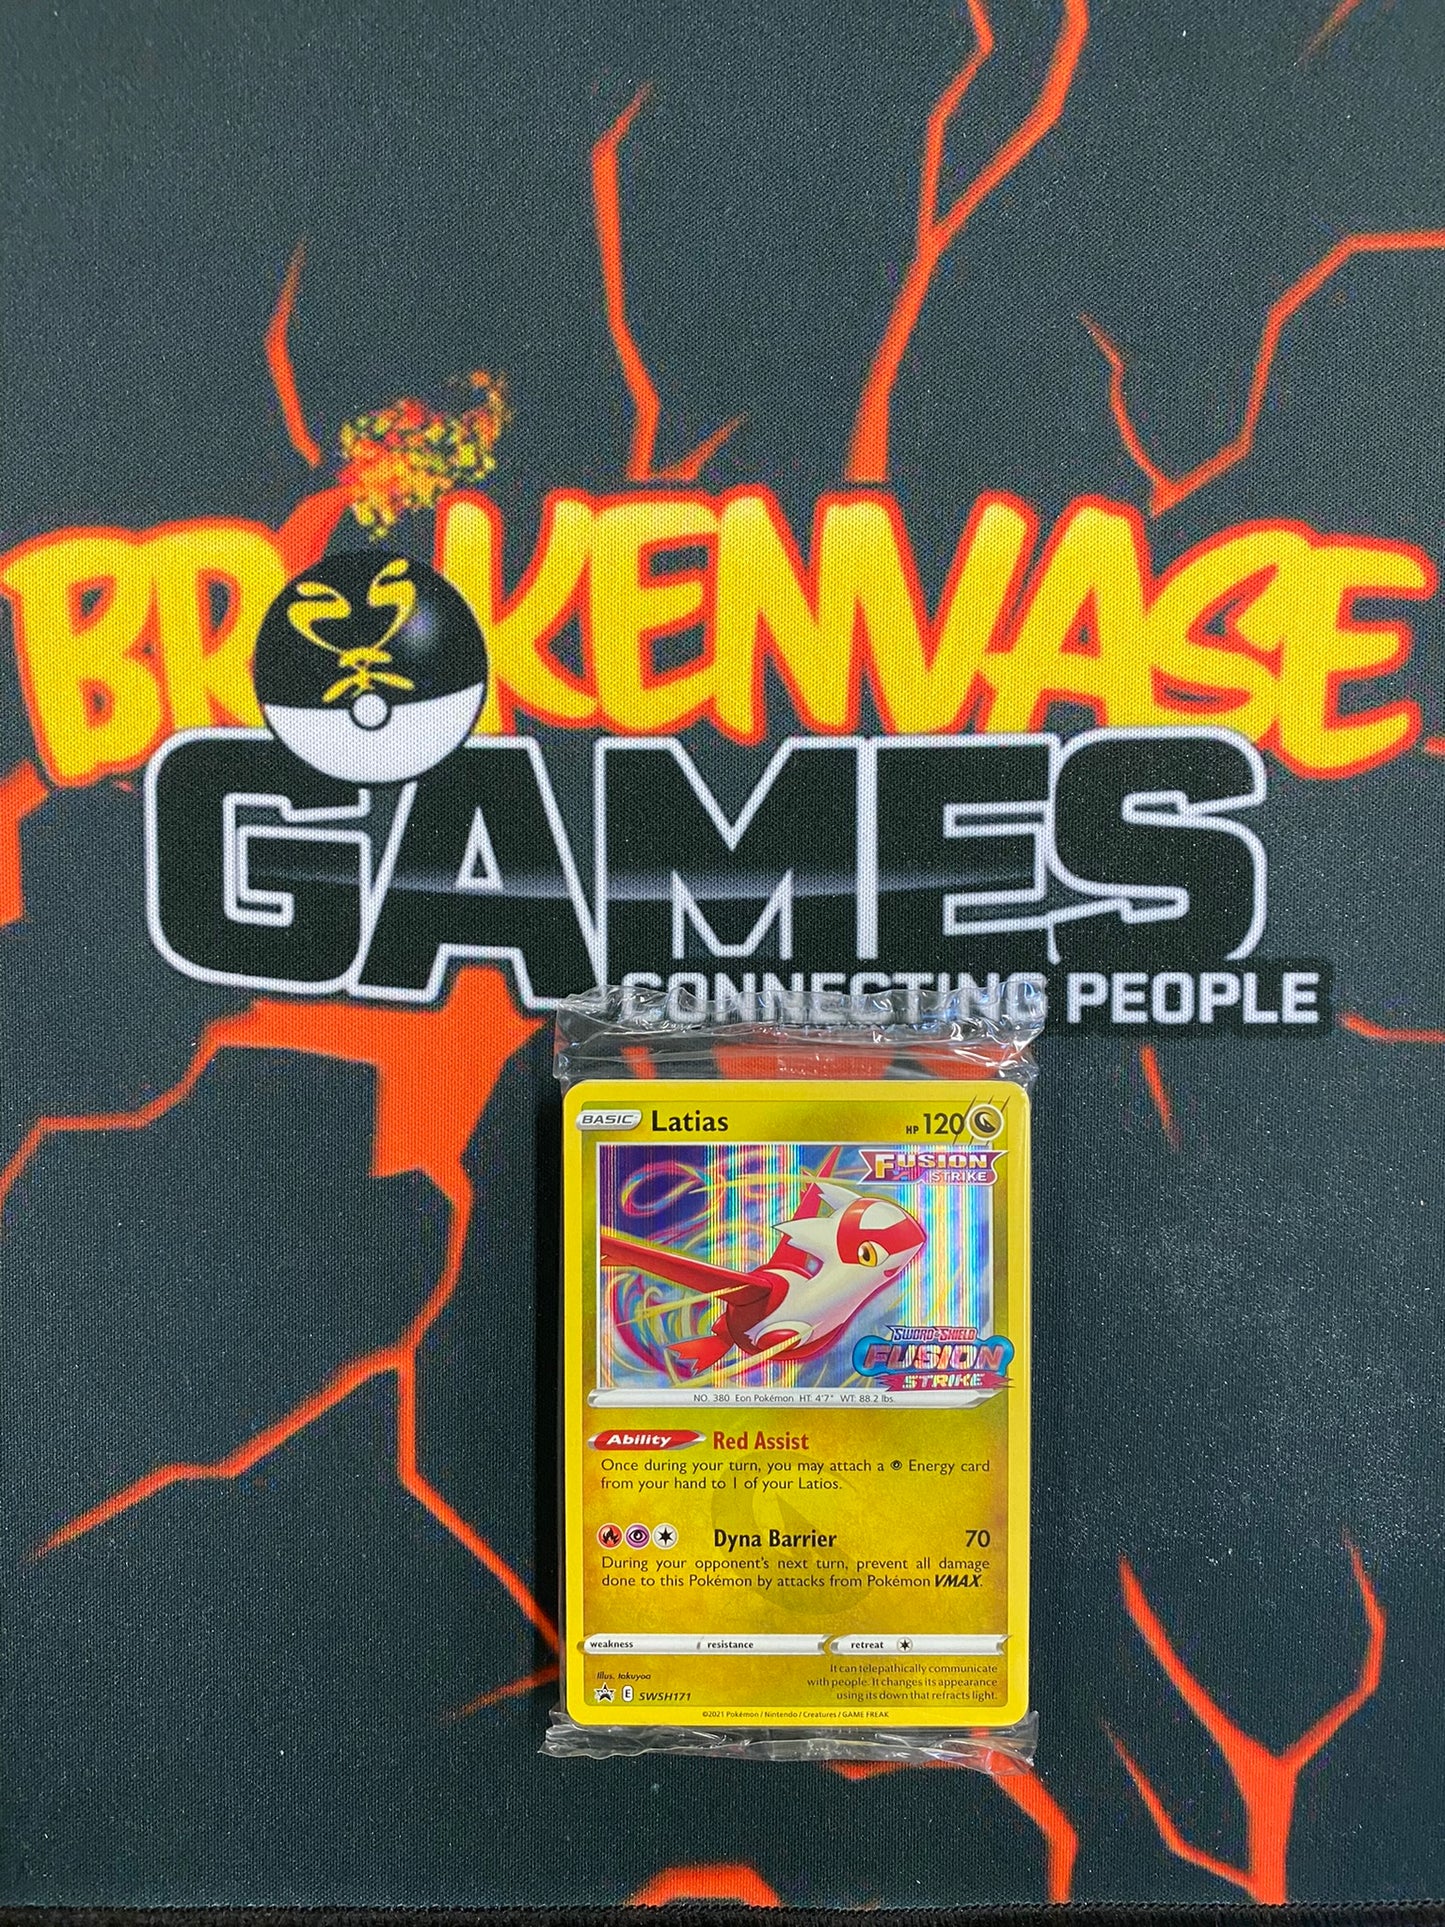 BROKENVASE
GAMES
CONNECTING PEOPLE
BASIC Latias HP 120
FUSION
STRIKE
SWORD & SHIELD
FUSION
STRIKE
NO. 380 Eon Pokémon HT: 4'7" WT: 88.2 lbs.
Ability Red Assist
Once during your turn, you may attach a Energy card
from your hand to 1 of your Latias.
Dyna Barrier 70
During your opponent's next turn, prevent all damage
done to this Pokémon by attacks from Pokémon VMAX.
weakness resistance retreat
Illus. takuyoa
E SWSH171
It can telepathically communicate
with people. It changes its appearance
using its down that refracts light.
©2021 Pokémon / Nintendo / Creatures / GAME FREAK